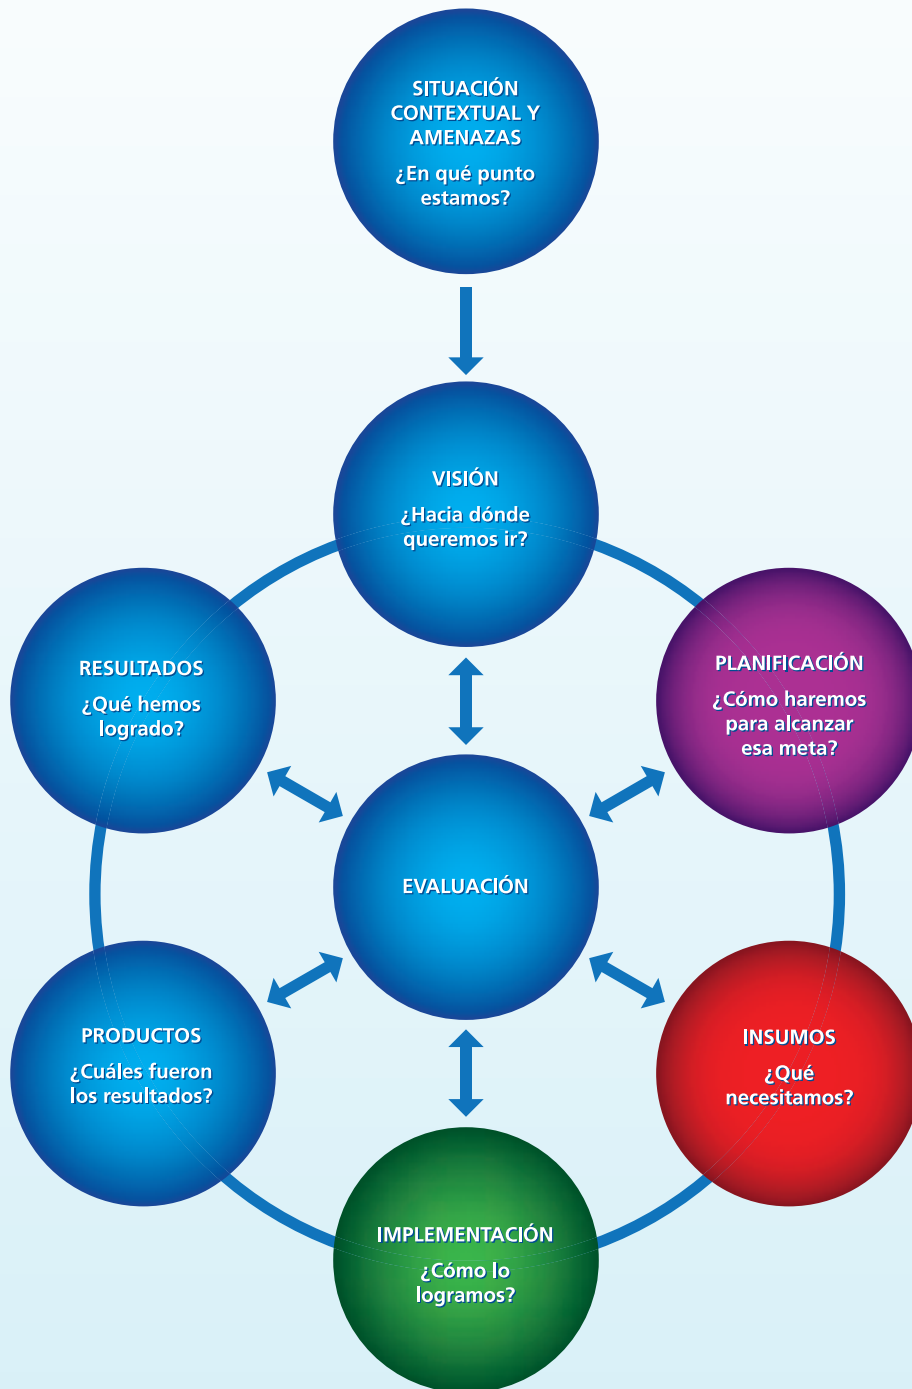 SITUACIÓN
CONTEXTUAL Y
AMENAZAS
¿En qué punto
estamos?
VISIÓN
¿Hacia dónde
queremos ir?
RESULTADOS
¿Qué hemos
logrado?
PLANIFICACIÓN
¿Cómo haremos
para alcanzar
esa meta?
EVALUACIÓN
PRODUCTOS
¿Cuáles fueron
los resultados?
INSUMOS
¿Qué
necesitamos?
IMPLEMENTACIÓN
¿Cómo lo
logramos?